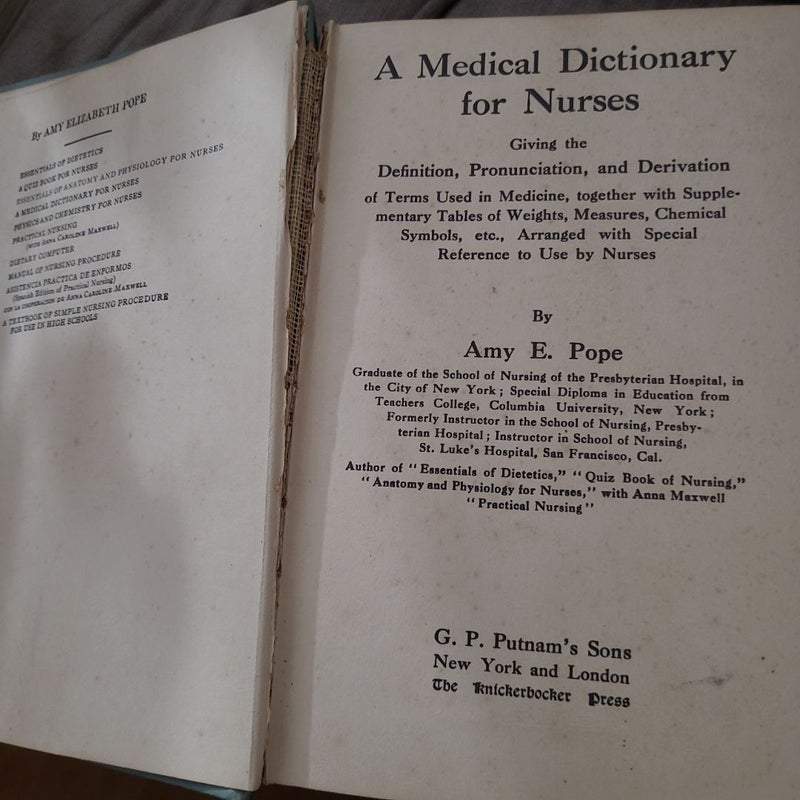 By AMY ELIZABETH POPE
ESSENTIALS OF DIETETICS
A QUIZ BOOK FOR NURSES
ESSENTIALS OF ANATOMY AND PHYSIOLOGY FOR NURSES
A MEDICAL DICTIONARY FOR NURSES
PHYSICS AND CHEMISTRY FOR NURSES
PRACTICAL NURSING
(WITH ANNA CAROLINE MAXWELL)
DIETARY COMPUTER
MANUAL OF NURSING PROCEDURE
ASISTENCIA PRACTICA DE ENFORMOS
(Spanish Edition of Practical Nursing)
CON LA COOPERACION DE ANNA CAROLINE MAXWELL
A TEXTBOOK OF SIMPLE NURSING PROCEDURE
FOR USE IN HIGH SCHOOLS
A Medical Dictionary
for Nurses
Giving the
Definition, Pronunciation, and Derivation
of Terms Used in Medicine, together with Supple-
mentary Tables of Weights, Measures, Chemical
Symbols, etc., Arranged with Special
Reference to Use by Nurses
By
Amy E. Pope
Graduate of the School of Nursing of the Presbyterian Hospital, in
the City of New York; Special Diploma in Education from
Teachers College, Columbia University, New York;
Formerly Instructor in the School of Nursing, Presby-
terian Hospital; Instructor in School of Nursing,
St. Luke's Hospital, San Francisco, Cal.
Author of "Essentials of Dietetics," "Quiz Book of Nursing,"
"Anatomy and Physiology for Nurses," with Anna Maxwell
"Practical Nursing"
G. P. Putnam's Sons
New York and London
The Knickerbocker Press